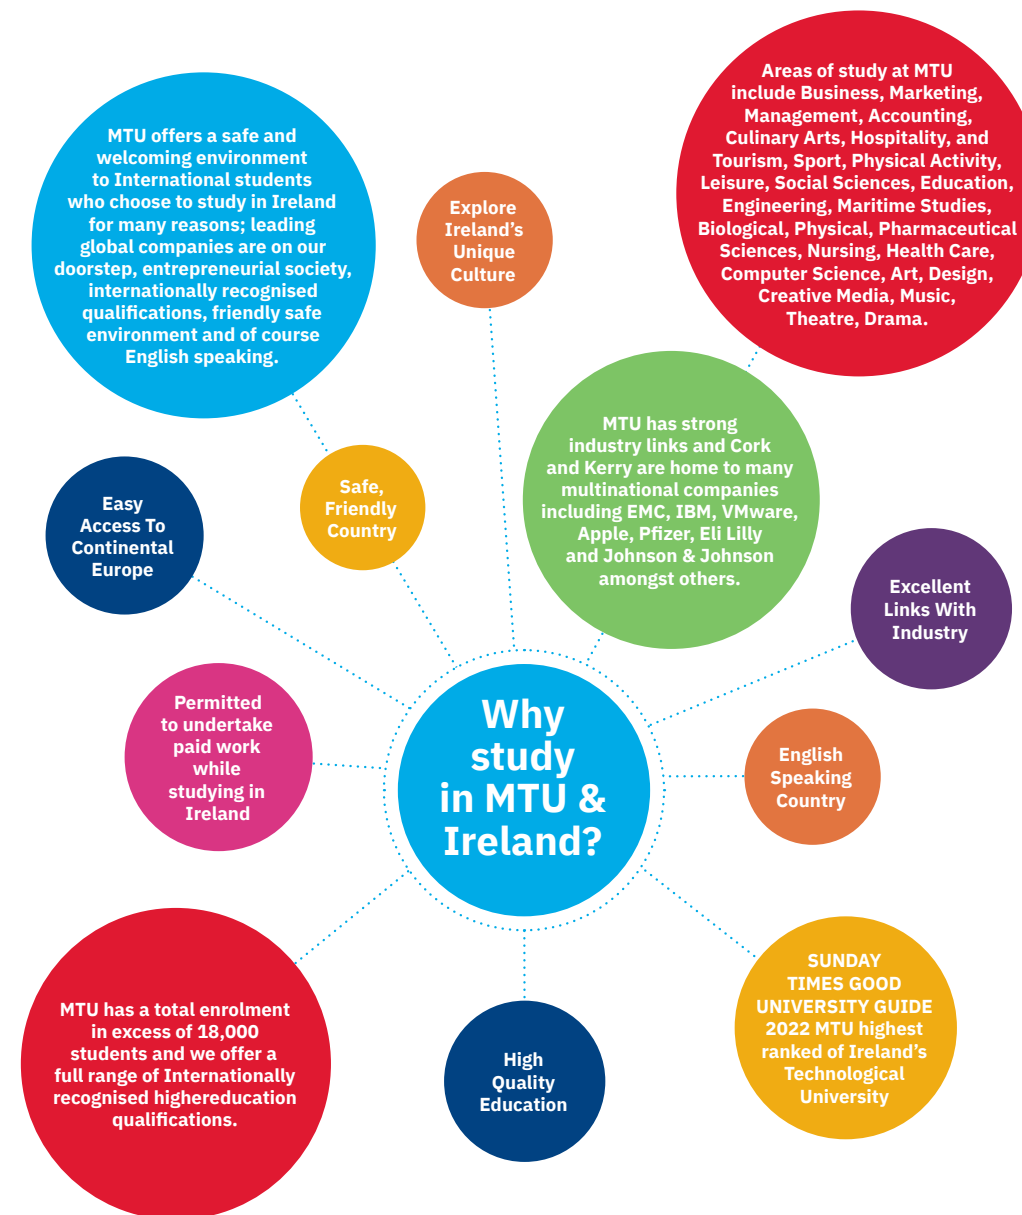 MTU offers a safe and
welcoming environment
to International students
who choose to study in Ireland
for many reasons; leading
global companies are on our
doorstep, entrepreneurial society,
internationally recognised
qualifications, friendly safe
environment and of course
English speaking.
Explore
Ireland's
Unique
Culture
Areas of study at MTU
include Business, Marketing,
Management, Accounting,
Culinary Arts, Hospitality, and
Tourism, Sport, Physical Activity,
Leisure, Social Sciences, Education,
Engineering, Maritime Studies,
Biological, Physical, Pharmaceutical
Sciences, Nursing, Health Care,
Computer Science, Art, Design,
Creative Media, Music,
Theatre, Drama.
Easy
Access To
Continental
Europe
Safe,
Friendly
Country
MTU has strong
industry links and Cork
and Kerry are home to many
multinational companies
including EMC, IBM, VMware,
Apple, Pfizer, Eli Lilly
and Johnson & Johnson
amongst others.
Excellent
Links With
Industry
Permitted
to undertake
paid work
while
studying in
Ireland
Why
study
in MTU &
Ireland?
English
Speaking
Country
MTU has a total enrolment
in excess of 18,000
students and we offer a
full range of Internationally
recognised highereducation
qualifications.
High
Quality
Education
SUNDAY
TIMES GOOD
UNIVERSITY GUIDE
2022 MTU highest
ranked of Ireland's
Technological
University